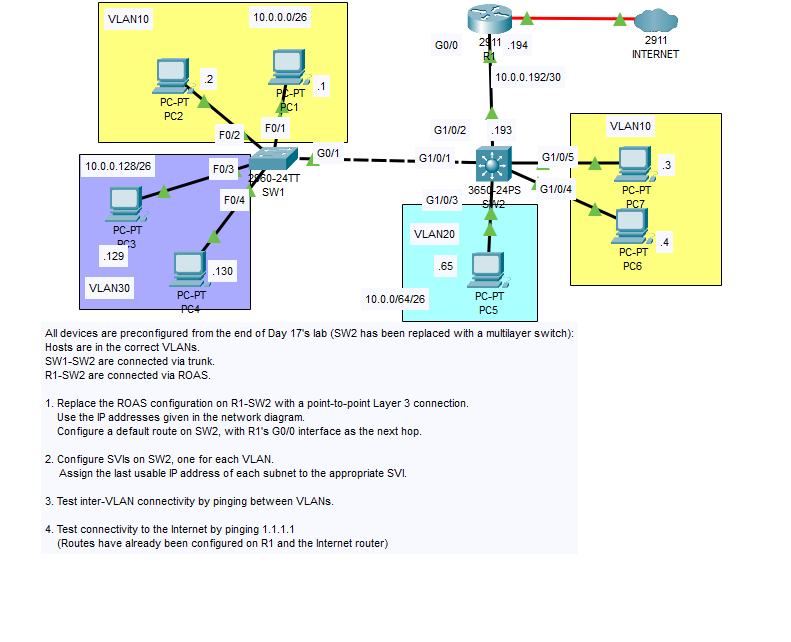 VLAN10
10.0.0.0/26
.2
.1
PC-PT
PC2
PC-PT
PC1
F0/2
F0/1
G0/0
2911
R1
.194
2911
INTERNET
10.0.0.192/30
G1/0/2
.193
10.0.0.128/26
F0/3
F0/4
2960-24TT
SW1
G0/1
G1/0/1
3650-24PS
SW2
G1/0/5
G1/0/4
G1/0/3
VLAN10
.3
PC-PT
PC7
.4
PC-PT
PC6
PC-PT
PC3
.129
VLAN30
.130
PC-PT
PC4
VLAN20
.65
10.0.0/64/26
PC-PT
PC5
All devices are preconfigured from the end of Day 17's lab (SW2 has been replaced with a multilayer switch):
Hosts are in the correct VLANs.
SW1-SW2 are connected via trunk.
R1-SW2 are connected via ROAS.
1. Replace the ROAS configuration on R1-SW2 with a point-to-point Layer 3 connection.
Use the IP addresses given in the network diagram.
Configure a default route on SW2, with R1's G0/0 interface as the next hop.
2. Configure SVIs on SW2, one for each VLAN.
Assign the last usable IP address of each subnet to the appropriate SVI.
3. Test inter-VLAN connectivity by pinging between VLANs.
4. Test connectivity to the Internet by pinging 1.1.1.1
(Routes have already been configured on R1 and the Internet router)